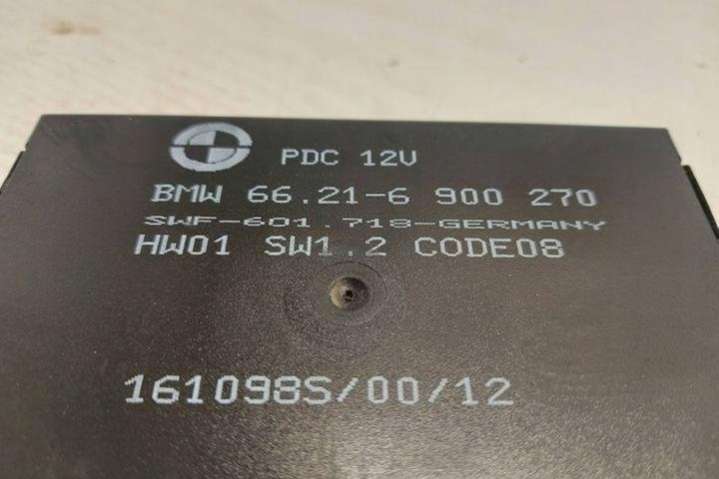 PDC 12V
BMW 66.21-6 900 270
SWF-601.718-GERMANY
HW01 SW1.2 CODE08
161098S/00/12